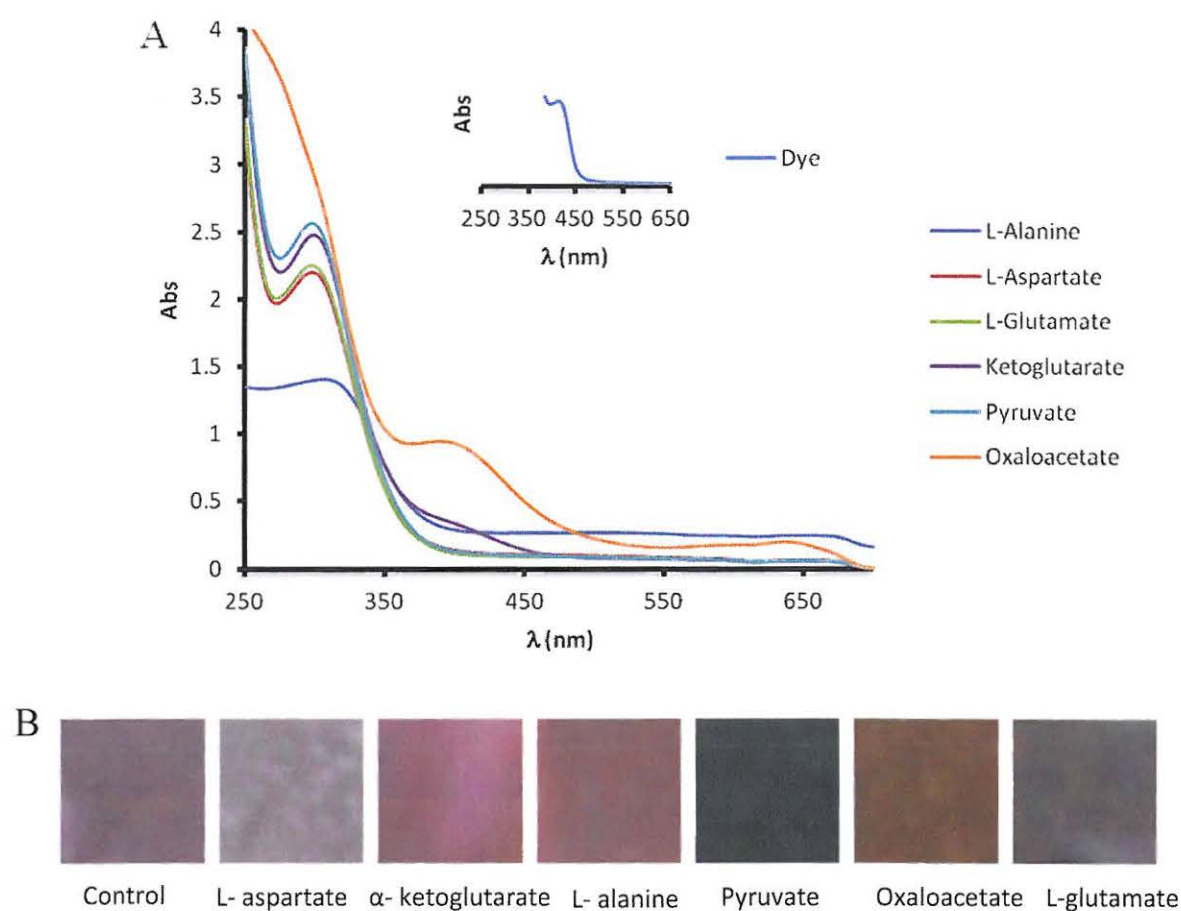 A
Abs
4
3.5
3
2.5
2
1.5
1
0.5
0
250 350 450 550 650
λ (nm)
Abs
250 350 450 550 650
λ (nm)
Dye
L-Alanine
L-Aspartate
L-Glutamate
Ketoglutarate
Pyruvate
Oxaloacetate
B
Control L- aspartate α- ketoglutarate L- alanine Pyruvate Oxaloacetate L-glutamate